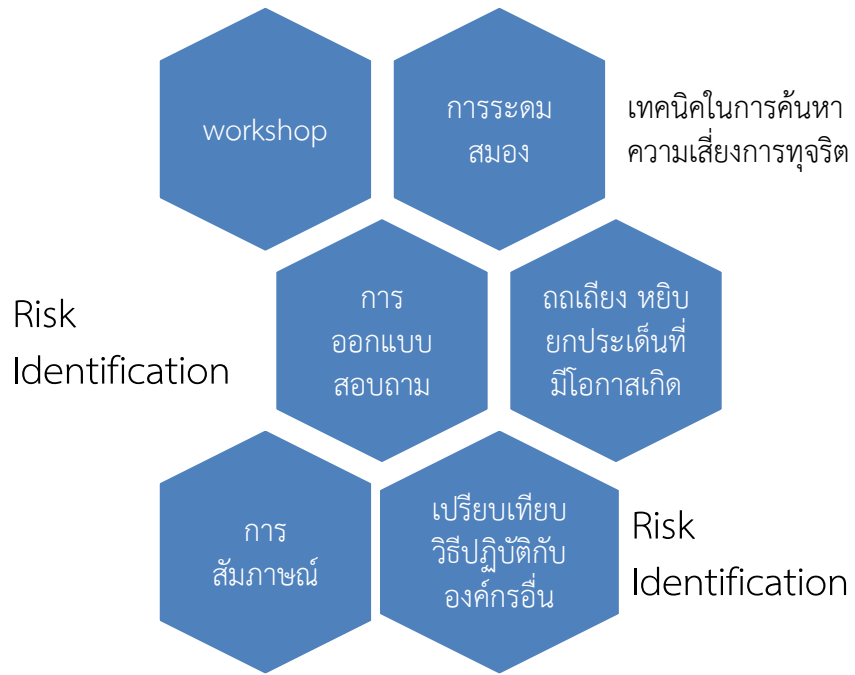 workshop
การระดม
สมอง
เทคนิคในการค้นหา
ความเสี่ยงการทุจริต
Risk
Identification
การ
ออกแบบ
สอบถาม
ถถเถียง หยิบ
ยกประเด็นที่
มีโอกาสเกิด
การ
สัมภาษณ์
เปรียบเทียบ
วิธีปฏิบัติกับ
องค์กรอื่น
Risk
Identification